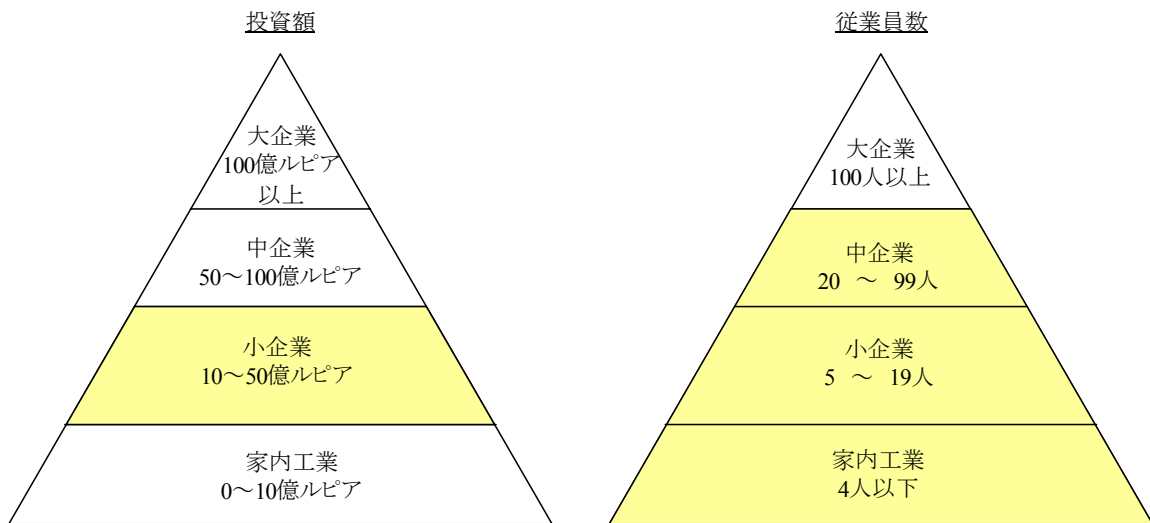 投資額
大企業
100億ルピア
以上
中企業
50～100億ルピア
小企業
10～50億ルピア
家内工業
0～10億ルピア
従業員数
大企業
100人以上
中企業
20 ～ 99人
小企業
5 ～ 19人
家内工業
4人以下